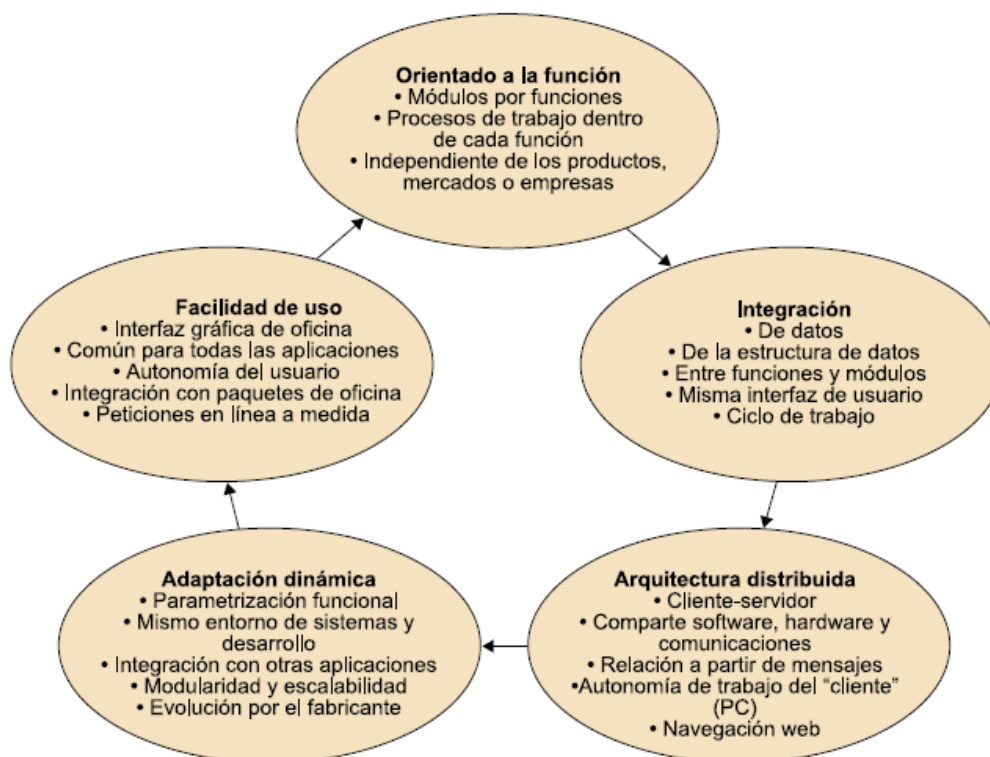 Orientado a la función
• Módulos por funciones
• Procesos de trabajo dentro
de cada función
• Independiente de los productos,
mercados o empresas
Integración
• De datos
• De la estructura de datos
• Entre funciones y módulos
• Misma interfaz de usuario
• Ciclo de trabajo
Arquitectura distribuida
• Cliente-servidor
• Comparte software, hardware y
comunicaciones
• Relación a partir de mensajes
•Autonomía de trabajo del “cliente”
(PC)
• Navegación web
Adaptación dinámica
• Parametrización funcional
• Mismo entorno de sistemas y
desarrollo
• Integración con otras aplicaciones
• Modularidad y escalabilidad
• Evolución por el fabricante
Facilidad de uso
• Interfaz gráfica de oficina
• Común para todas las aplicaciones
• Autonomía del usuario
• Integración con paquetes de oficina
• Peticiones en línea a medida